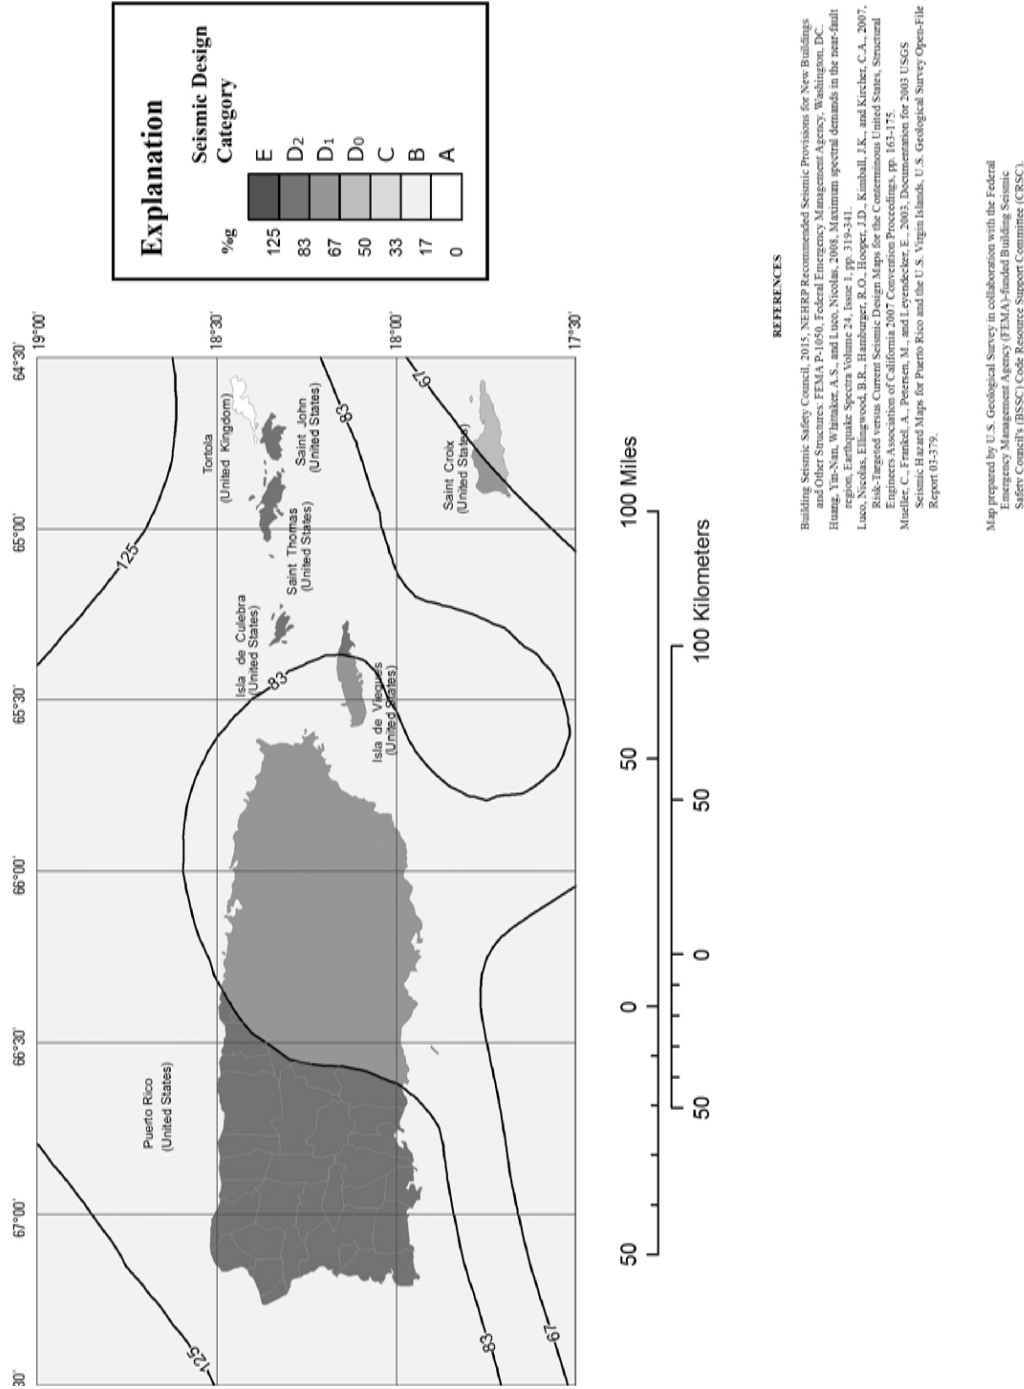 Explanation
%g
Seismic Design
Category
125
83
67
50
33
17
0
E
D2
D1
D0
C
B
A
30'
67°00'
66°30'
66°00'
65°30'
65°00'
64°30'
19°00'
18°30'
18°00'
17°30'
125
125
83
83
83
67
67
Puerto Rico
(United States)
Isla de Culebra
(United States)
Isla de Vieques
(United States)
Saint Thomas
(United States)
Tortola
(United Kingdom)
Saint John
(United States)
Saint Croix
(United States)
50
0
50
100 Miles
50
0
50
100 Kilometers
REFERENCES
Building Seismic Safety Council, 2015, NEHRP Recommended Seismic Provisions for New Buildings
and Other Structures: FEMA P-1050, Federal Emergency Management Agency, Washington, DC.
Huang, Yin-Nan, Whittaker, A.S., and Luco, Nicolas, 2008, Maximum spectral demands in the near-fault
region, Earthquake Spectra Volume 24, Issue 1, pp. 319-341.
Luco, Nicolas, Ellingwood, B.R., Hamburger, R.O., Hooper, J.D., Kimball, J.K., and Kircher, C.A., 2007,
Risk-Targeted versus Current Seismic Design Maps for the Conterminous United States, Structural
Engineers Association of California 2007 Convention Proceedings, pp. 163-175.
Mueller, C., Frankel, A., Petersen, M., and Leyendecker, E., 2003, Documentation for 2003 USGS
Seismic Hazard Maps for Puerto Rico and the U.S. Virgin Islands, U.S. Geological Survey Open-File
Report 03-379.
Map prepared by U.S. Geological Survey in collaboration with the Federal
Emergency Management Agency (FEMA)-funded Building Seismic
Safety Council's (BSSC) Code Resource Support Committee (CRSC).